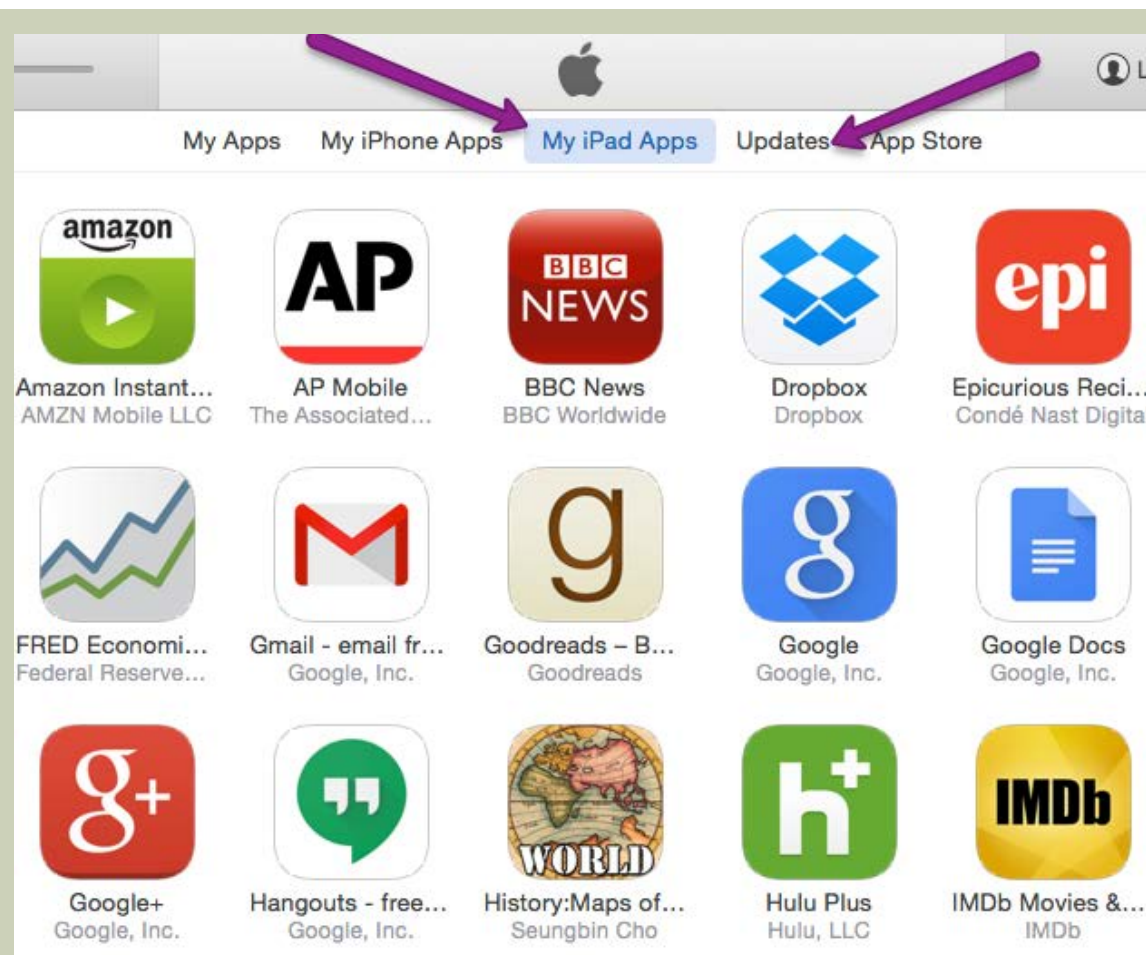 L
My Apps My iPhone Apps My iPad Apps Updates App Store
amazon
AP
BBC
NEWS
epi
Amazon Instant... AP Mobile BBC News Dropbox Epicurious Reci...
AMZN Mobile LLC The Associated... BBC Worldwide Dropbox Condé Nast Digita
g
g
FRED Economi... Gmail - email fr... Goodreads – B... Google Google Docs
Federal Reserve... Google, Inc. Goodreads Google, Inc. Google, Inc.
g+
WORLD
h+
IMDb
Google+ Hangouts - free... History:Maps of... Hulu Plus IMDb Movies &...
Google, Inc. Google, Inc. Seungbin Cho Hulu, LLC IMDb